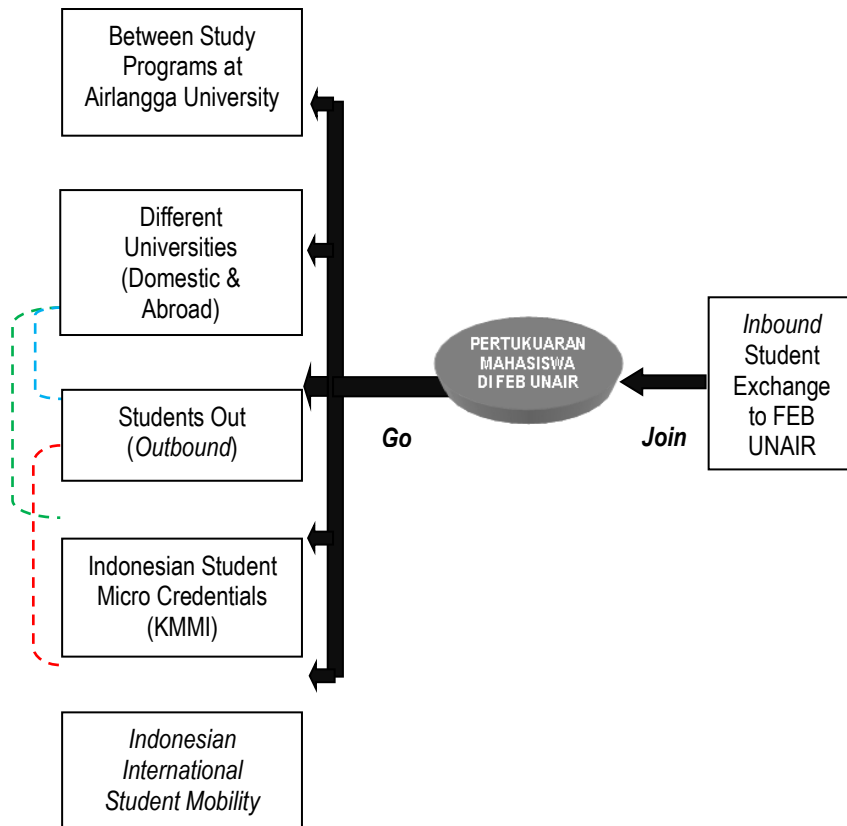 Between Study
Programs at
Airlangga University
Different
Universities
(Domestic &
Abroad)
Students Out
(Outbound)
Indonesian Student
Micro Credentials
(KMMI)
Indonesian
International
Student Mobility
Go
PERTUKUARAN
MAHASISWA
DI FEB UNAIR
Join
Inbound
Student
Exchange
to FEB
UNAIR